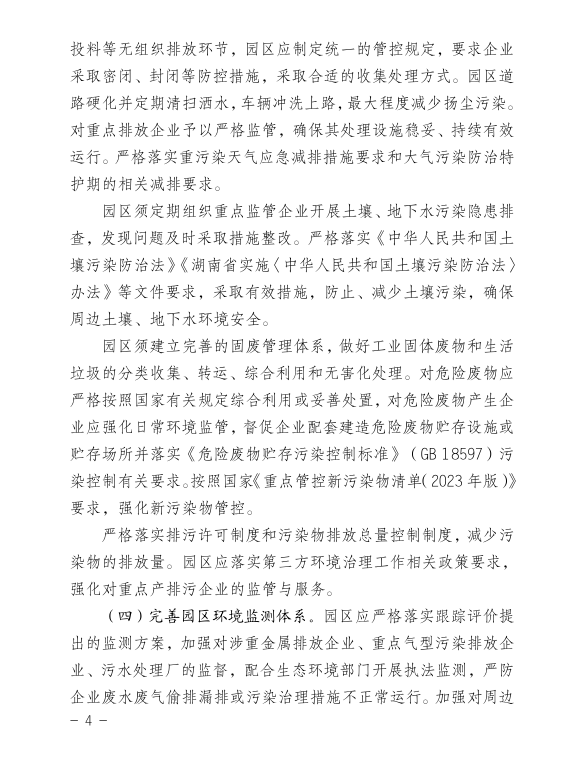 投料等无组织排放环节，园区应制定统一的管控规定，要求企业
采取密闭、封闭等防控措施，采取合适的收集处理方式。园区道
路硬化并定期清扫洒水，车辆冲洗上路，最大程度减少扬尘污染。
对重点排放企业予以严格监管，确保其处理设施稳妥、持续有效
运行。严格落实重污染天气应急减排措施要求和大气污染防治特
护期的相关减排要求。
园区须定期组织重点监管企业开展土壤、地下水污染隐患排
查，发现问题及时采取措施整改。严格落实《中华人民共和国土
壤污染防治法》《湖南省实施〈中华人民共和国土壤污染防治法〉
办法》等文件要求，采取有效措施，防止、减少土壤污染，确保
周边土壤、地下水环境安全。
园区须建立完善的固废管理体系，做好工业固体废物和生活
垃圾的分类收集、转运、综合利用和无害化处理。对危险废物应
严格按照国家有关规定综合利用或妥善处置，对危险废物产生企
业应强化日常环境监管，督促企业配套建造危险废物贮存设施或
贮存场所并落实《危险废物贮存污染控制标准》（GB 18597）污
染控制有关要求。按照国家《重点管控新污染物清单（2023 年版）》
要求，强化新污染物管控。
严格落实排污许可制度和污染物排放总量控制制度，减少污
染物的排放量。园区应落实第三方环境治理工作相关政策要求，
强化对重点产排污企业的监管与服务。
（四）完善园区环境监测体系。园区应严格落实跟踪评价提
出的监测方案，加强对涉重金属排放企业、重点气型污染排放企
业、污水处理厂的监督，配合生态环境部门开展执法监测，严防
企业废水废气偷排漏排或污染治理措施不正常运行。加强对周边
- 4 -